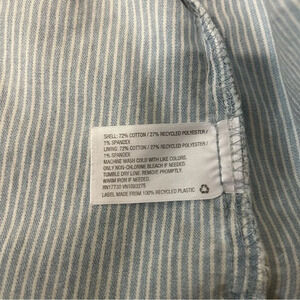 SHELL: 72% COTTON / 27% RECYCLED POLYESTER /
1% SPANDEX
LINING: 72% COTTON / 27% RECYCLED POLYESTER /
1% SPANDEX
MACHINE WASH COLD WITH LIKE COLORS.
ONLY NON-CHLORINE BLEACH IF NEEDED.
TUMBLE DRY LOW. REMOVE PROMPTLY.
WARM IRON IF NEEDED.
RN17730
LABEL MADE FROM 100% RECYCLED PLASTIC